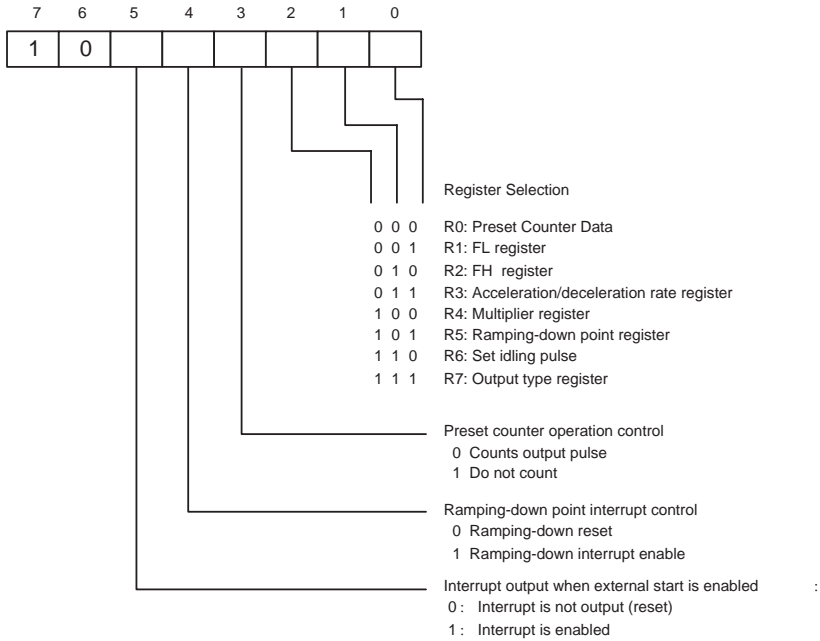 7 6 5 4 3 2 1 0
1 0
Register Selection
0 0 0 R0: Preset Counter Data
0 0 1 R1: FL register
0 1 0 R2: FH register
0 1 1 R3: Acceleration/deceleration rate register
1 0 0 R4: Multiplier register
1 0 1 R5: Ramping-down point register
1 1 0 R6: Set idling pulse
1 1 1 R7: Output type register
Preset counter operation control
0 Counts output pulse
1 Do not count
Ramping-down point interrupt control
0 Ramping-down reset
1 Ramping-down interrupt enable
Interrupt output when external start is enabled :
0 : Interrupt is not output (reset)
1 : Interrupt is enabled